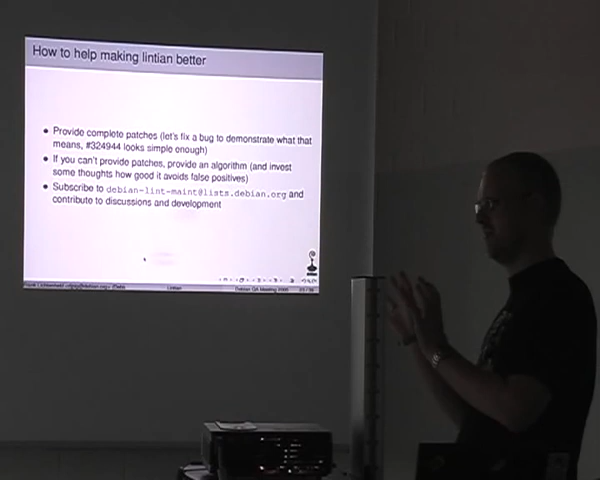 How to help making lintian better
Provide complete patches (let's fix a bug to demonstrate what that
means, #324944 looks simple enough)
If you can't provide patches, provide an algorithm (and invest
some thoughts how good it avoids false positives)
Subscribe to debian-lint-maint@lists.debian.org and
contribute to discussions and development
Lintian
Debian QA Meeting 2005